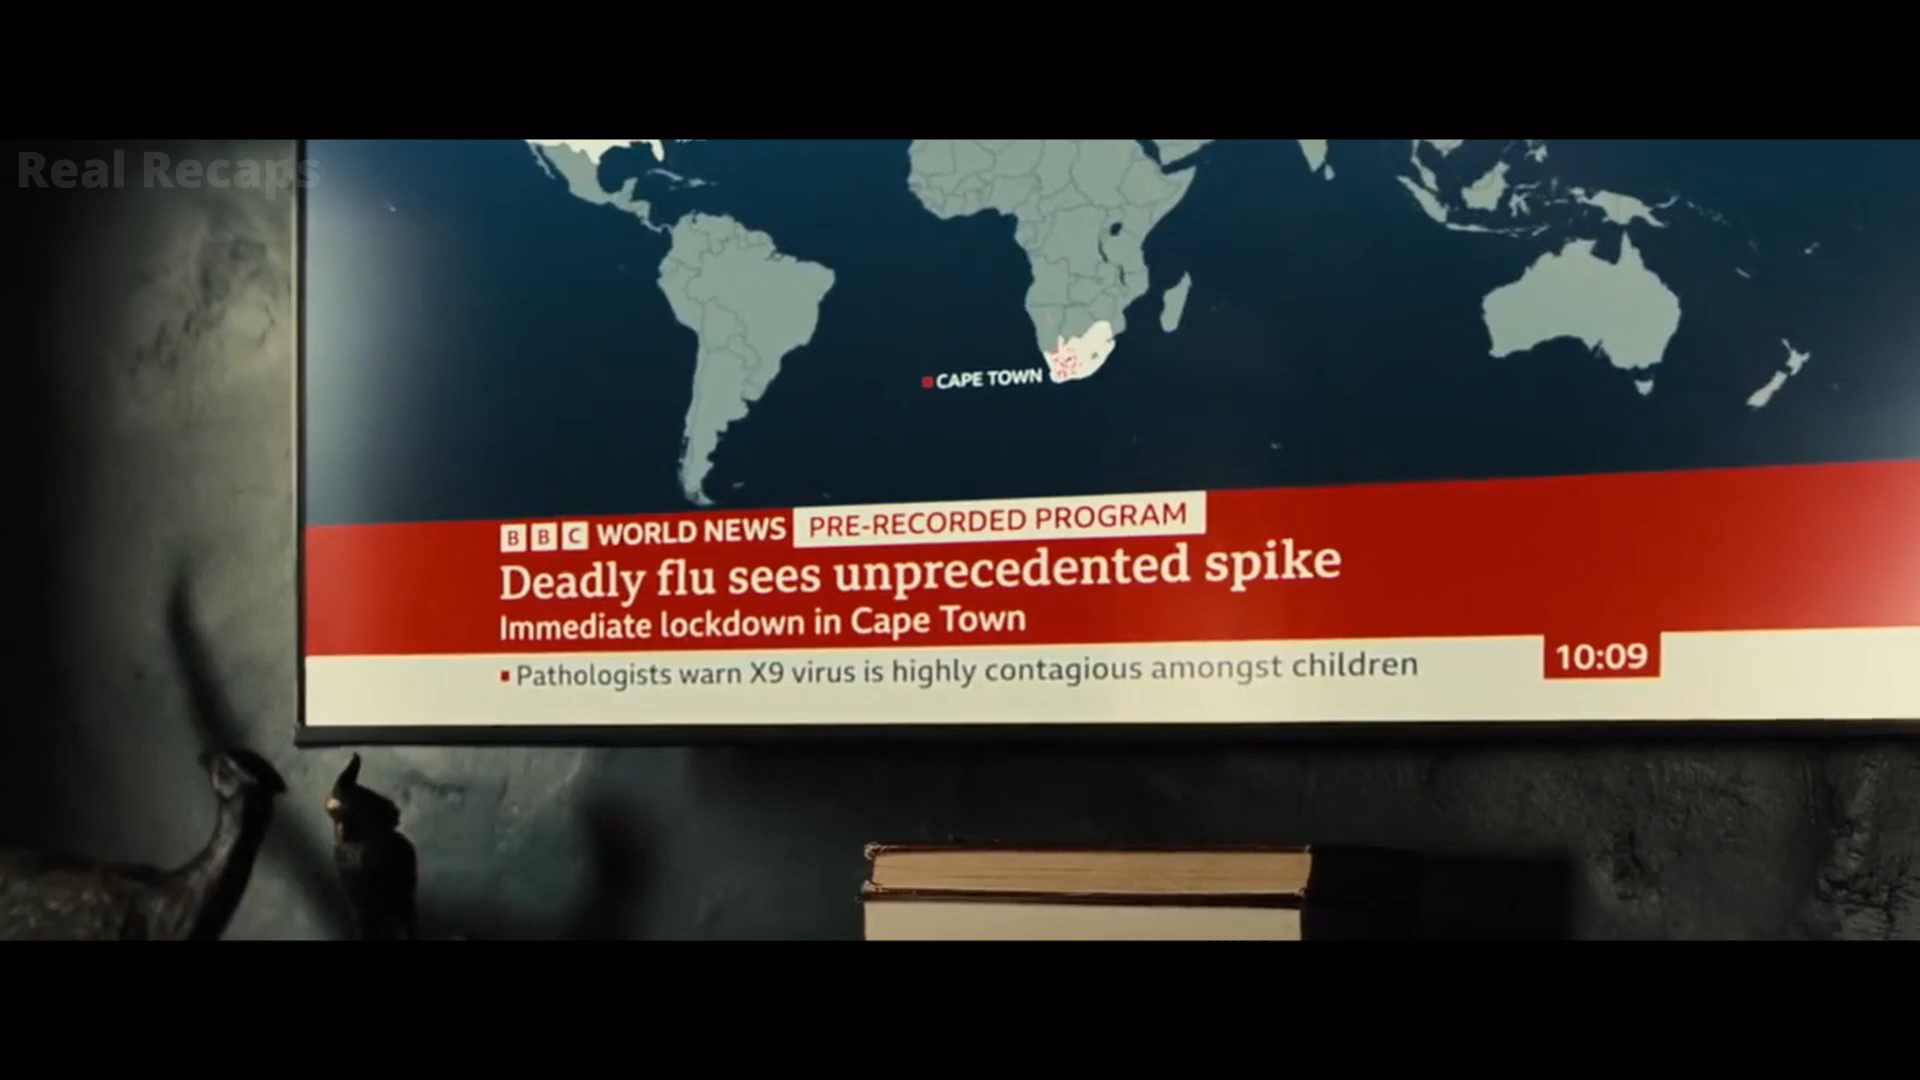 Real Recaps
CAPE TOWN
BBC WORLD NEWS PRE-RECORDED PROGRAM
Deadly flu sees unprecedented spike
Immediate lockdown in Cape Town
Pathologists warn X9 virus is highly contagious amongst children
10:09